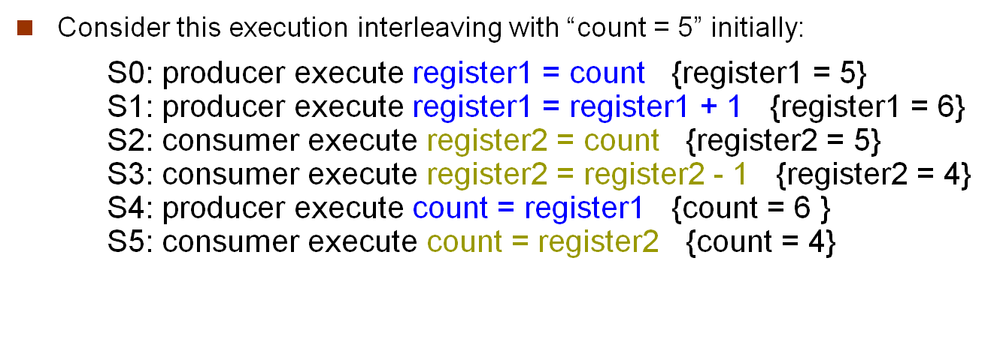 Consider this execution interleaving with “count = 5” initially:
S0: producer execute register1 = count {register1 = 5}
S1: producer execute register1 = register1 + 1 {register1 = 6}
S2: consumer execute register2 = count {register2 = 5}
S3: consumer execute register2 = register2 - 1 {register2 = 4}
S4: producer execute count = register1 {count = 6 }
S5: consumer execute count = register2 {count = 4}